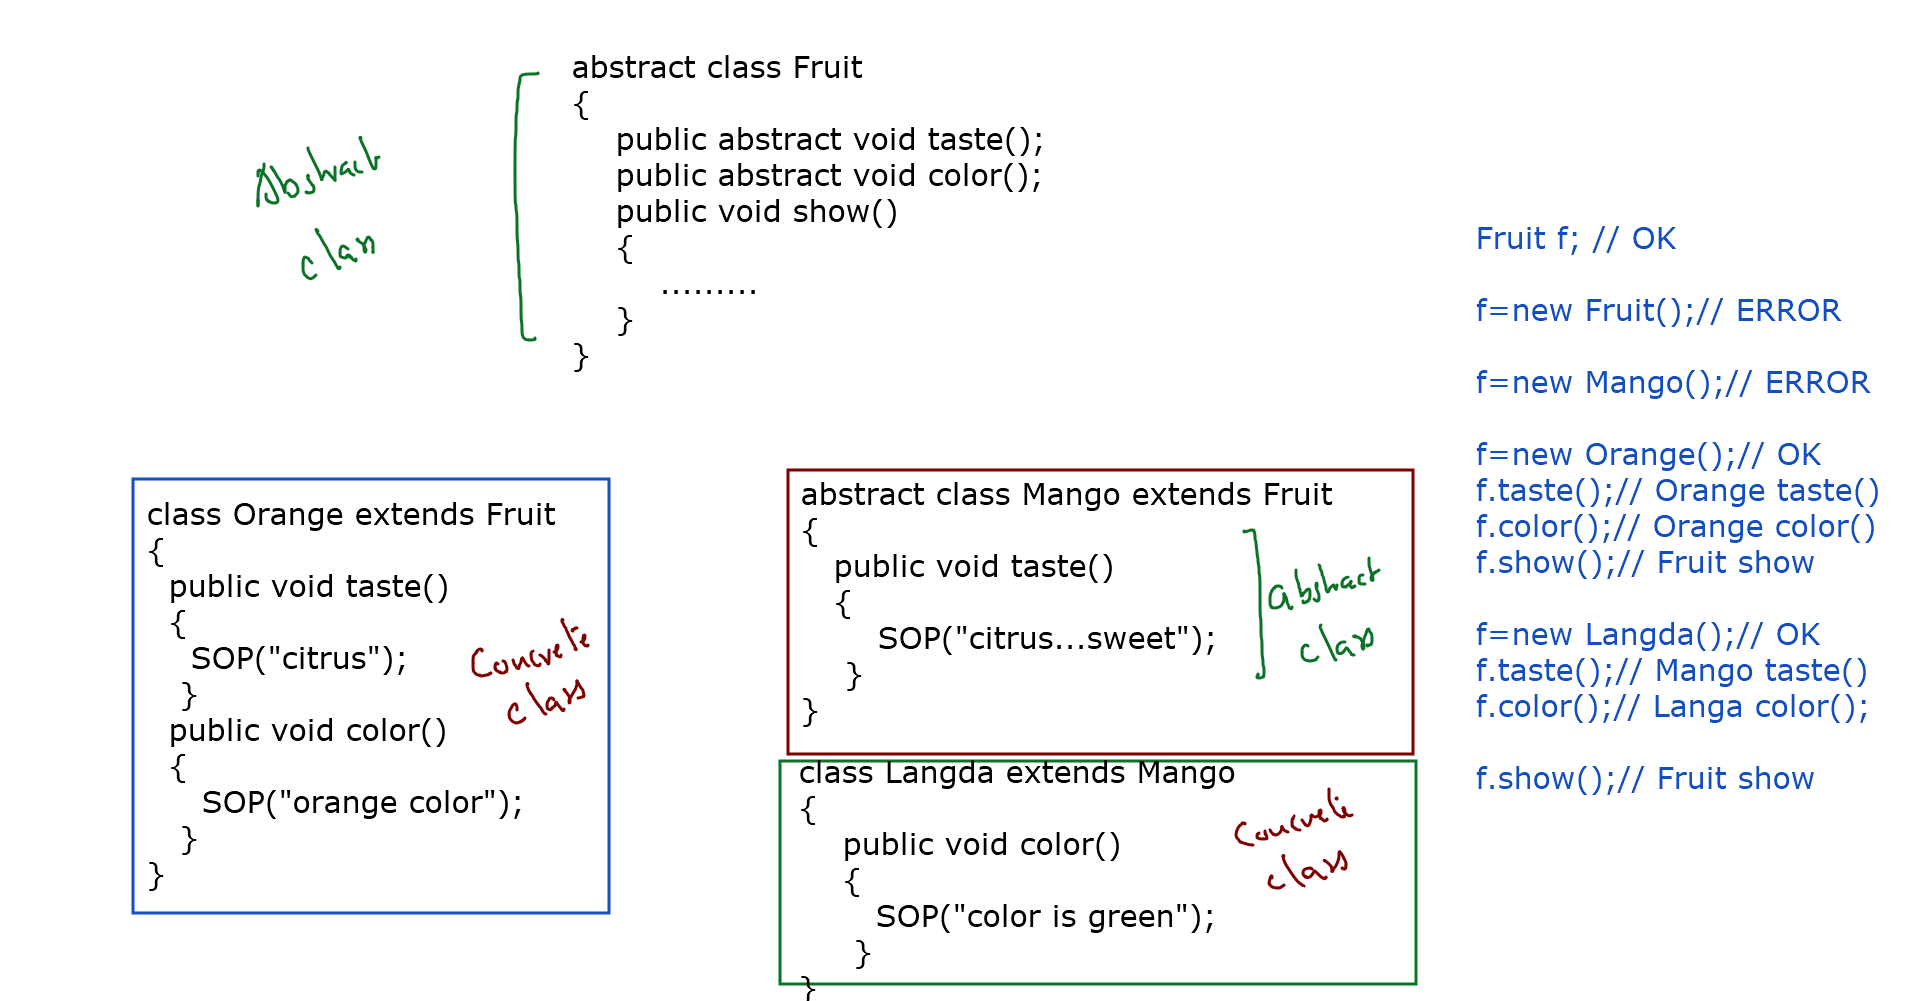 abstract class Fruit
{
public abstract void taste();
public abstract void color();
public void show()
{
.........
}
}
Abstract
class
Fruit f; // OK
f=new Fruit();// ERROR
f=new Mango();// ERROR
f=new Orange();// OK
f.taste();// Orange taste()
f.color();// Orange color()
f.show();// Fruit show
f=new Langda();// OK
f.taste();// Mango taste()
f.color();// Langa color();
f.show();// Fruit show
class Orange extends Fruit
{
public void taste()
{
SOP("citrus");
}
public void color()
{
SOP("orange color");
}
}
Concrete
class
abstract class Mango extends Fruit
{
public void taste()
{
SOP("citrus...sweet");
}
}
abstract
class
class Langda extends Mango
{
public void color()
{
SOP("color is green");
}
}
Concrete
class